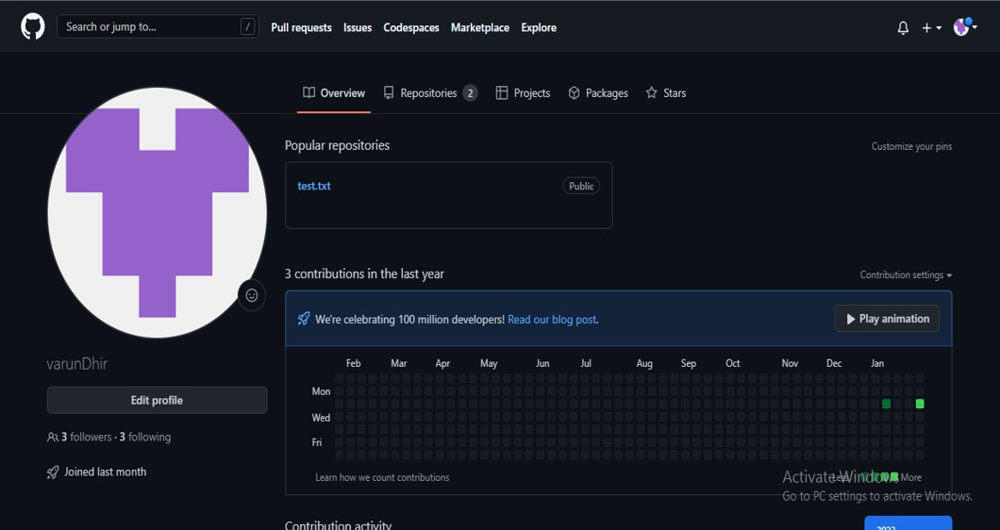 Search or jump to... /
Pull requests Issues Codespaces Marketplace Explore
Overview Repositories 2 Projects Packages Stars
Popular repositories Customize your pins
test.txt Public
3 contributions in the last year Contribution settings
We're celebrating 100 million developers! Read our blog post. Play animation
Feb Mar Apr May Jun Jul Aug Sep Oct Nov Dec Jan
Mon
Wed
Fri
Learn how we count contributions Less More
varunDhir
Edit profile
3 followers · 3 following
Joined last month
Activate Windows
Go to PC settings to activate Windows.
Contribution activity